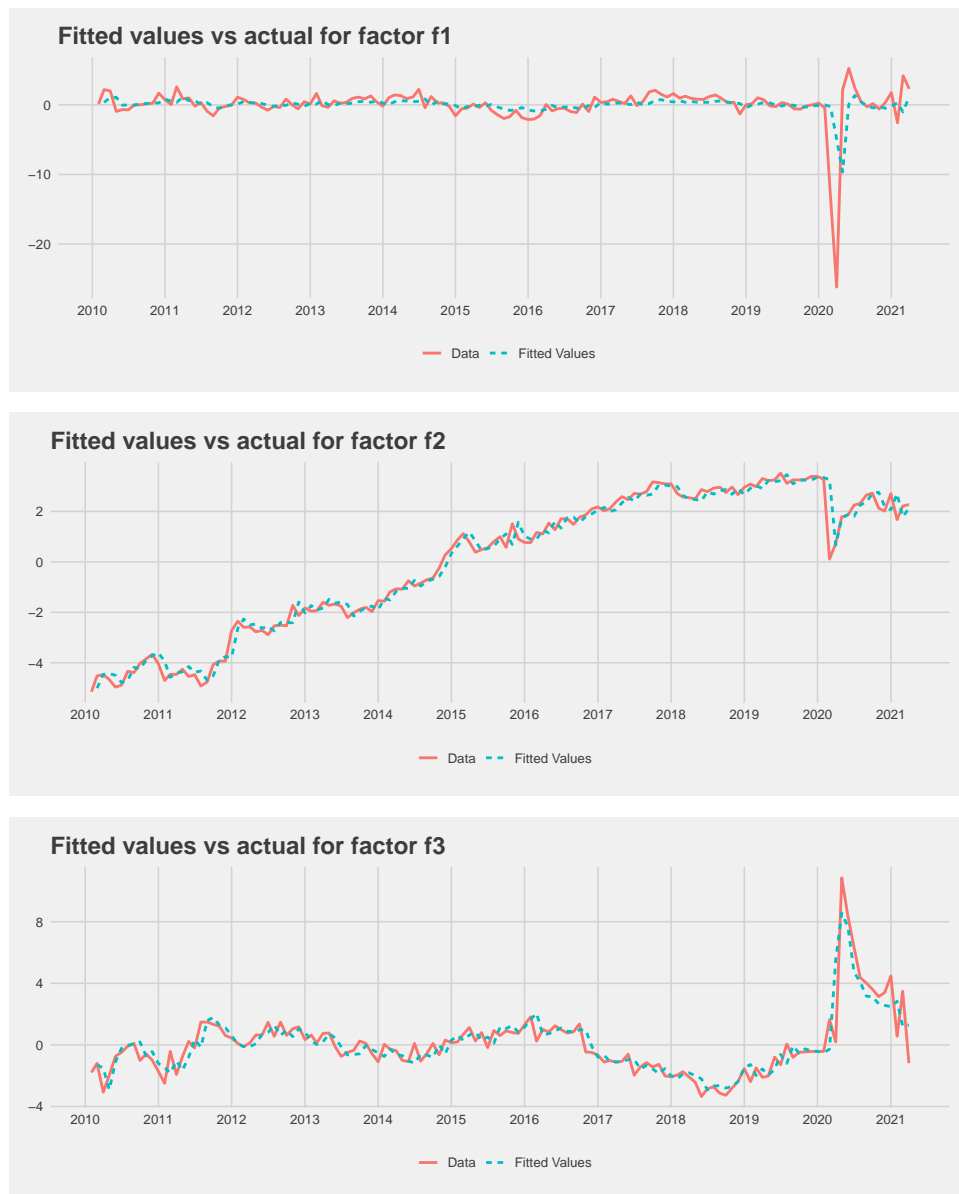 Fitted values vs actual for factor f1
0
−10
−20
2010 2011 2012 2013 2014 2015 2016 2017 2018 2019 2020 2021
Data Fitted Values
Fitted values vs actual for factor f2
2
0
−2
−4
2010 2011 2012 2013 2014 2015 2016 2017 2018 2019 2020 2021
Data Fitted Values
Fitted values vs actual for factor f3
8
4
0
−4
2010 2011 2012 2013 2014 2015 2016 2017 2018 2019 2020 2021
Data Fitted Values